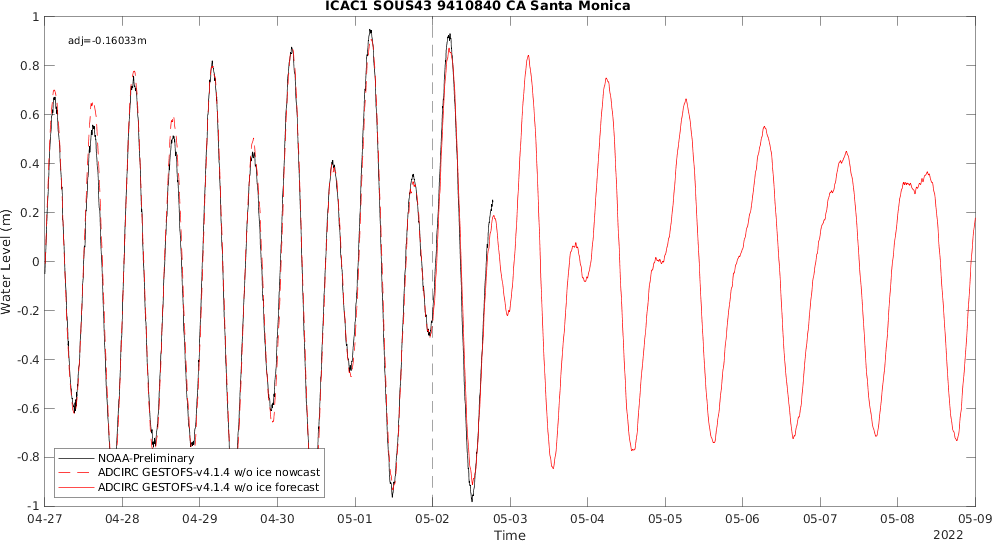 ICAC1 SOUS43 9410840 CA Santa Monica
adj=-0.16033m
1
0.8
0.6
0.4
0.2
0
-0.2
-0.4
-0.6
-0.8
-1
Water Level (m)
NOAA-Preliminary
ADCIRC GESTOFS-v4.1.4 w/o ice nowcast
ADCIRC GESTOFS-v4.1.4 w/o ice forecast
04-27 04-28 04-29 04-30 05-01 05-02 05-03 05-04 05-05 05-06 05-07 05-08 05-09
Time
2022